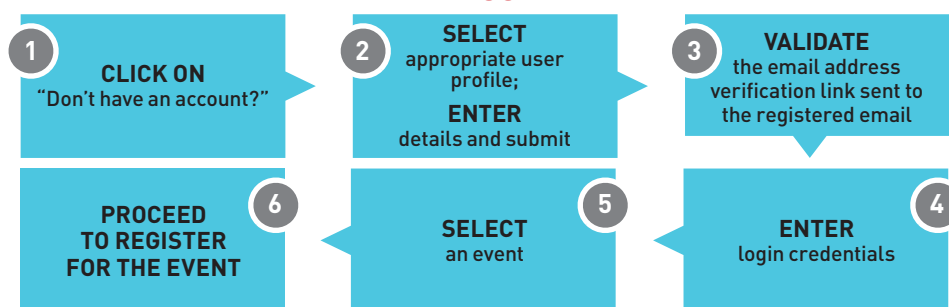 1
CLICK ON
“Don’t have an account?”
2
SELECT
appropriate user
profile;
ENTER
details and submit
3
VALIDATE
the email address
verification link sent to
the registered email
4
ENTER
login credentials
5
SELECT
an event
6
PROCEED
TO REGISTER
FOR THE EVENT